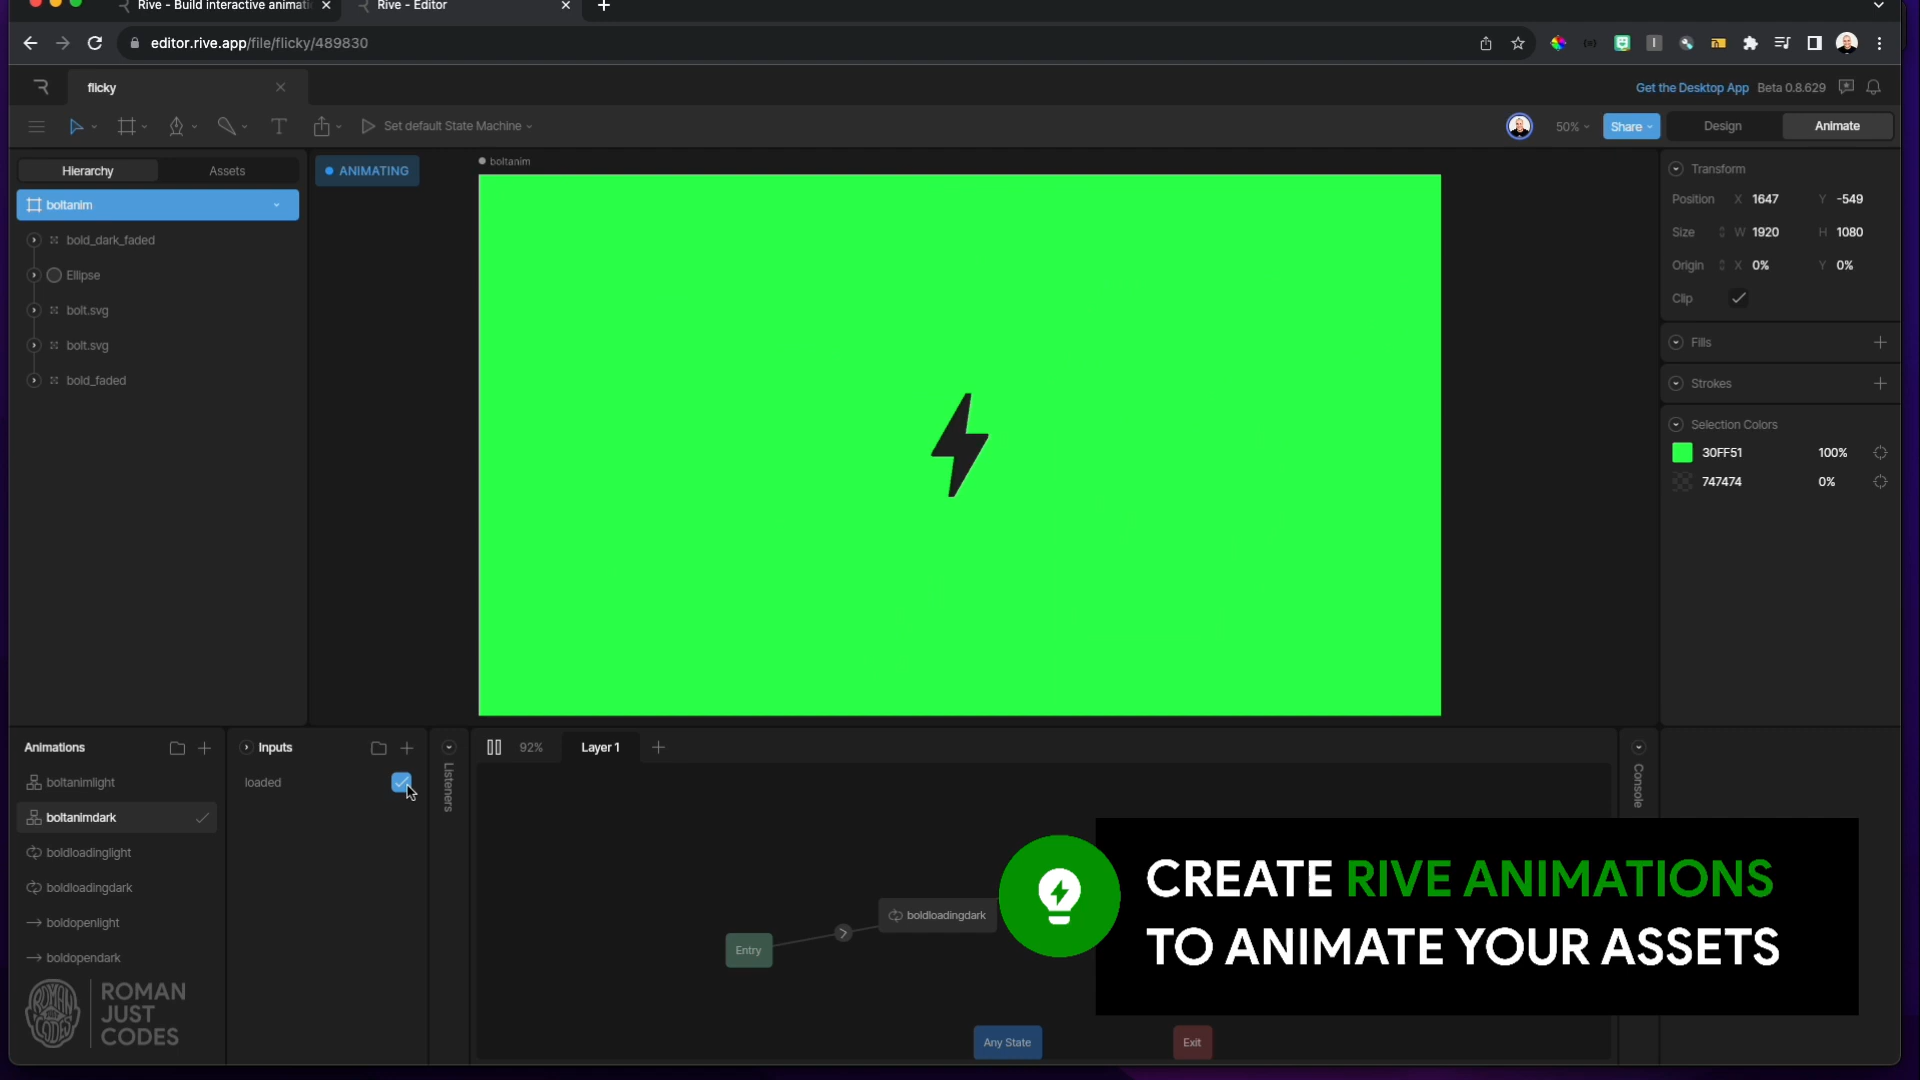 Rive - Build interactive animati
Rive - Editor
editor.rive.app/file/flicky/489830
flicky
Get the Desktop App
Beta 0.8.629
Set default State Machine
50%
Share
Design
Animate
Hierarchy
Assets
ANIMATING
boltanim
Transform
boltanim
Position X 1647 Y -549
bold_dark_faded
Size W 1920 H 1080
Ellipse
Origin X 0% Y 0%
bolt.svg
Clip
bolt.svg
Fills
bold_faded
Strokes
Selection Colors
30FF51 100%
747474 0%
Animations
Inputs
92%
Layer 1
loaded
Listeners
Console
boltanimlight
boltanimdark
boldloadinglight
boldloadingdark
boldopenlight
boldopendark
boldloadingdark
Entry
Any State
Exit
CREATE RIVE ANIMATIONS
TO ANIMATE YOUR ASSETS
ROMAN
JUST
CODES